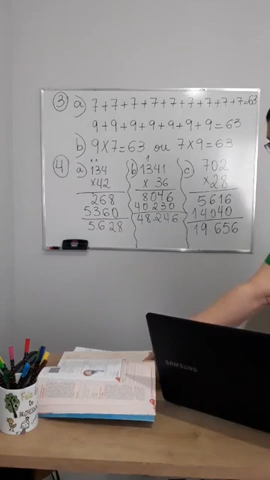 ③ a) 7+7+7+7+7+7+7+7+7=63
9+9+9+9+9+9+9=63
b) 9x7=63 ou 7x9=63
④ a) 134
x42
268
5360
5628
b) 1341
x 36
8046
40230
48246
c) 702
x28
5616
14040
19656
SAMSUNG